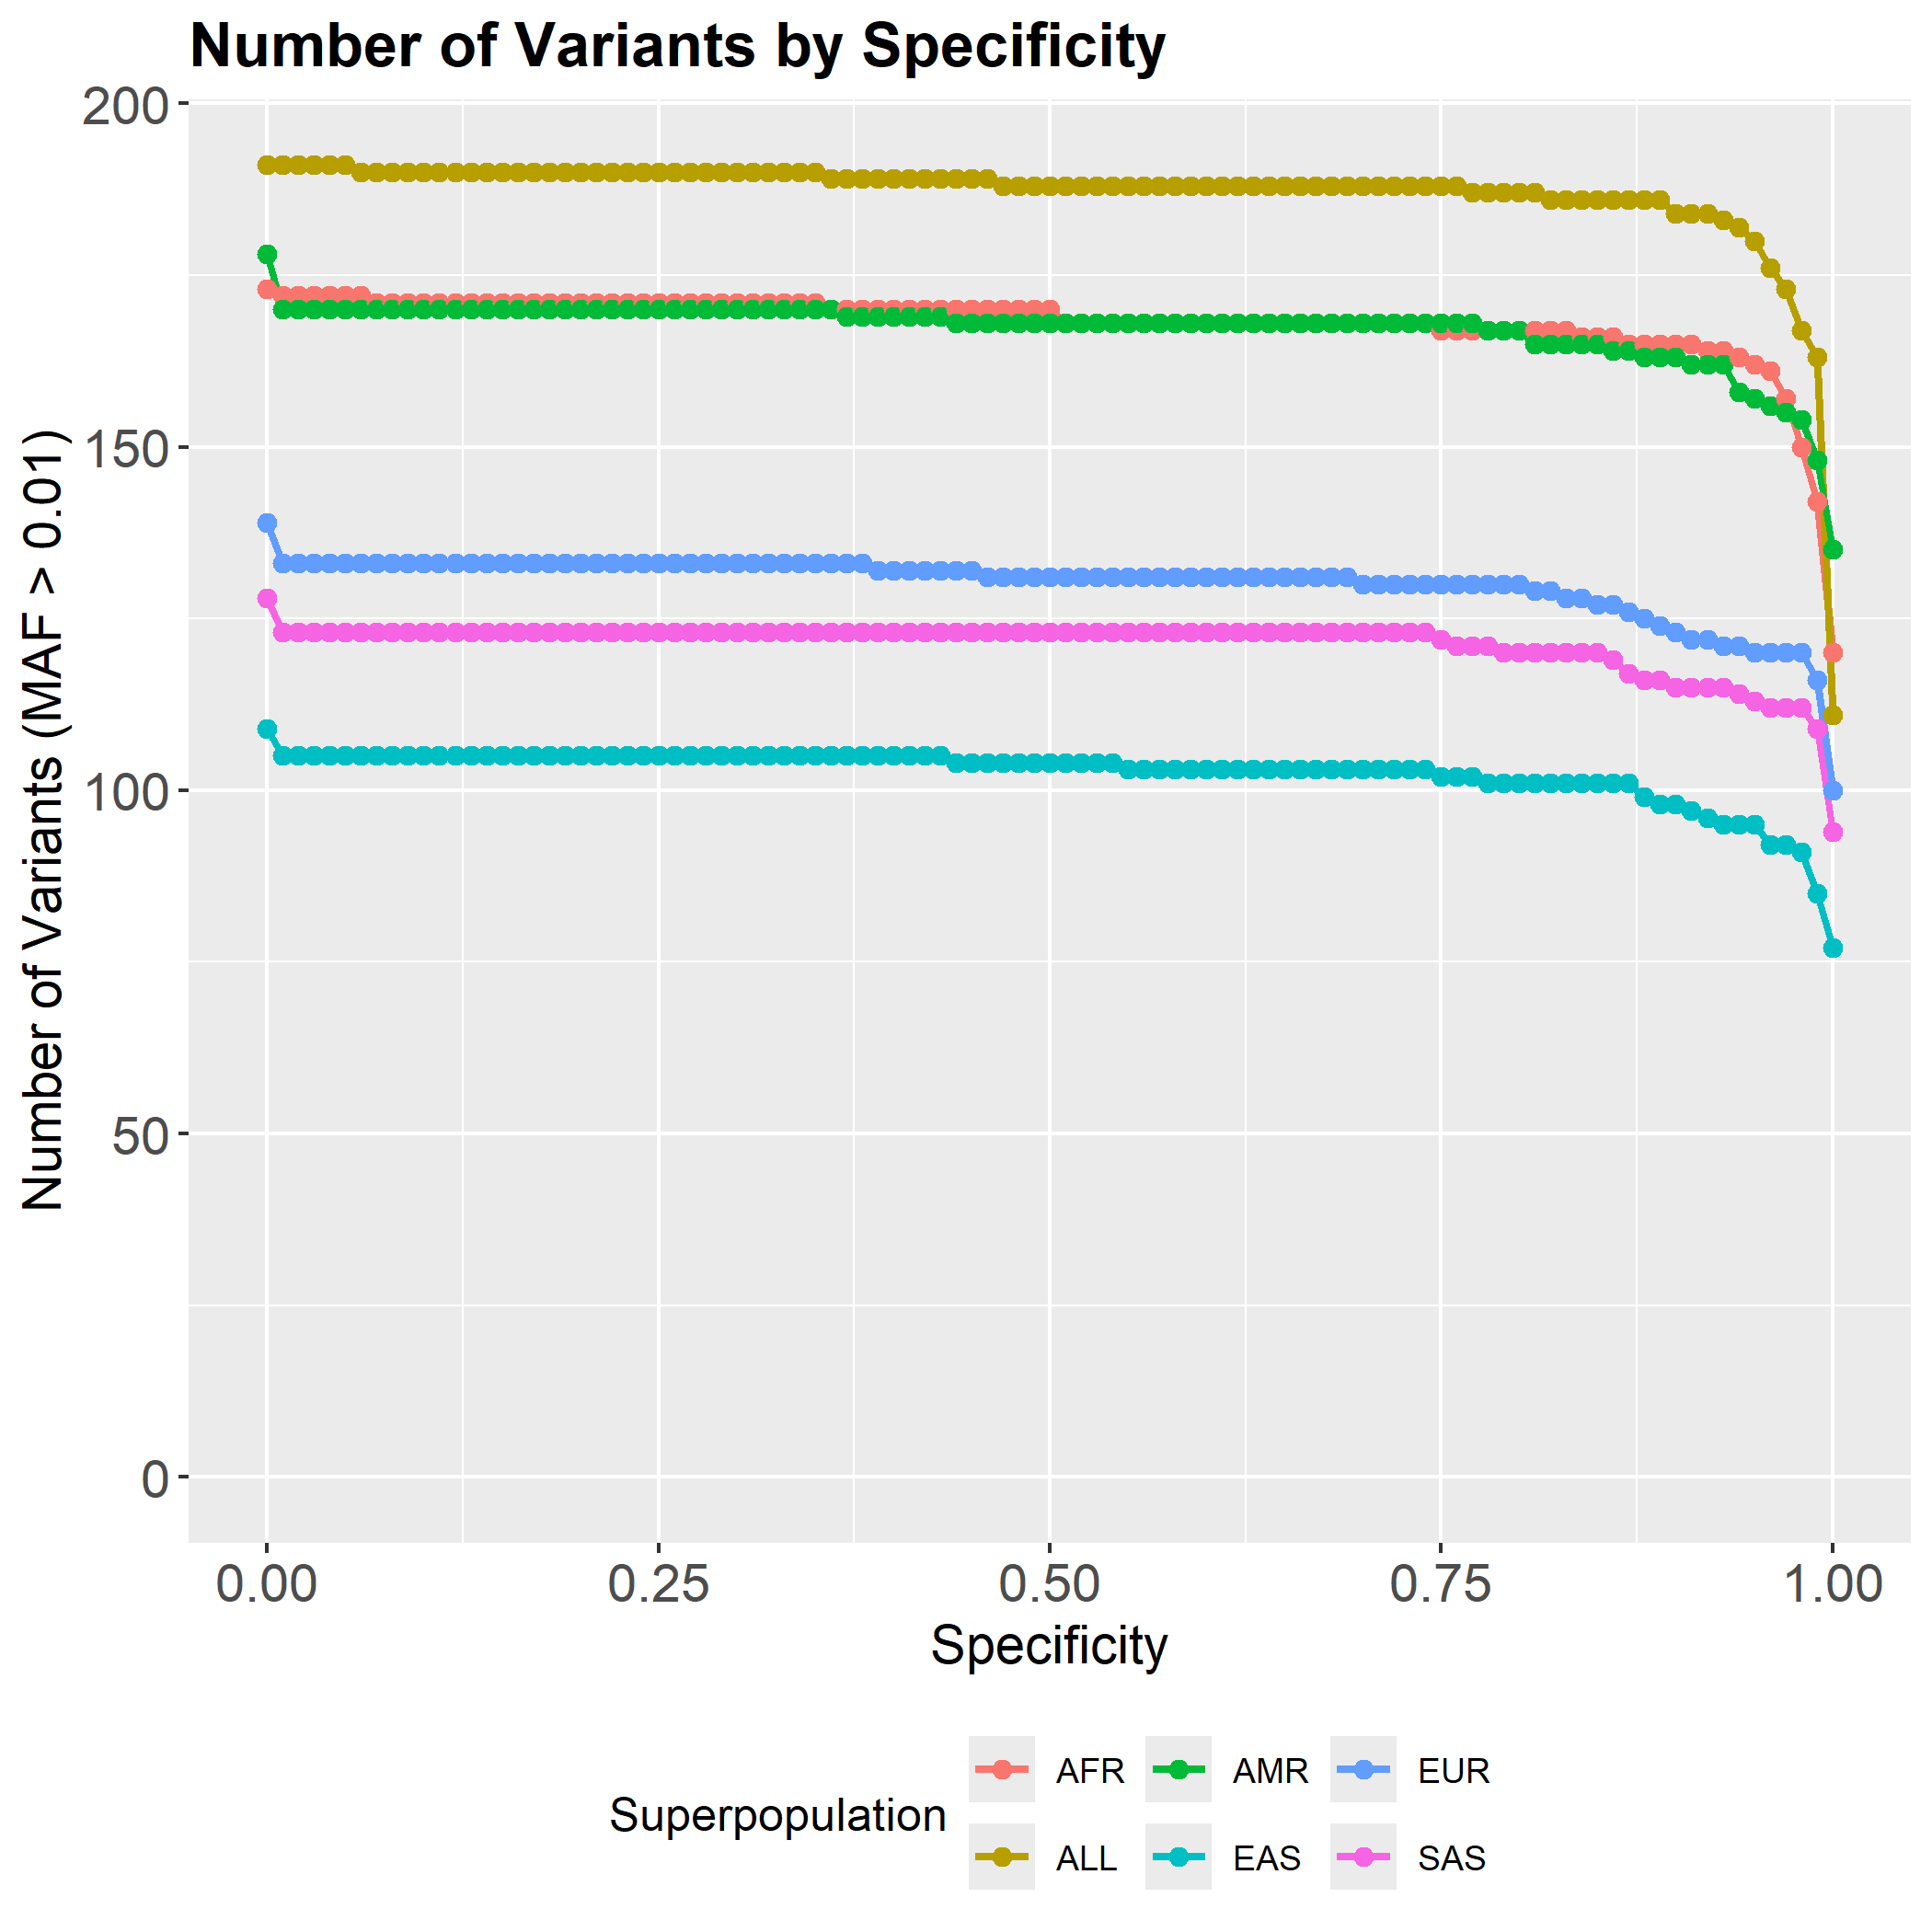 Number of Variants by Specificity
Number of Variants (MAF > 0.01)
200
150
100
50
0
0.00 0.25 0.50 0.75 1.00
Specificity
Superpopulation
AFR AMR EUR
ALL EAS SAS